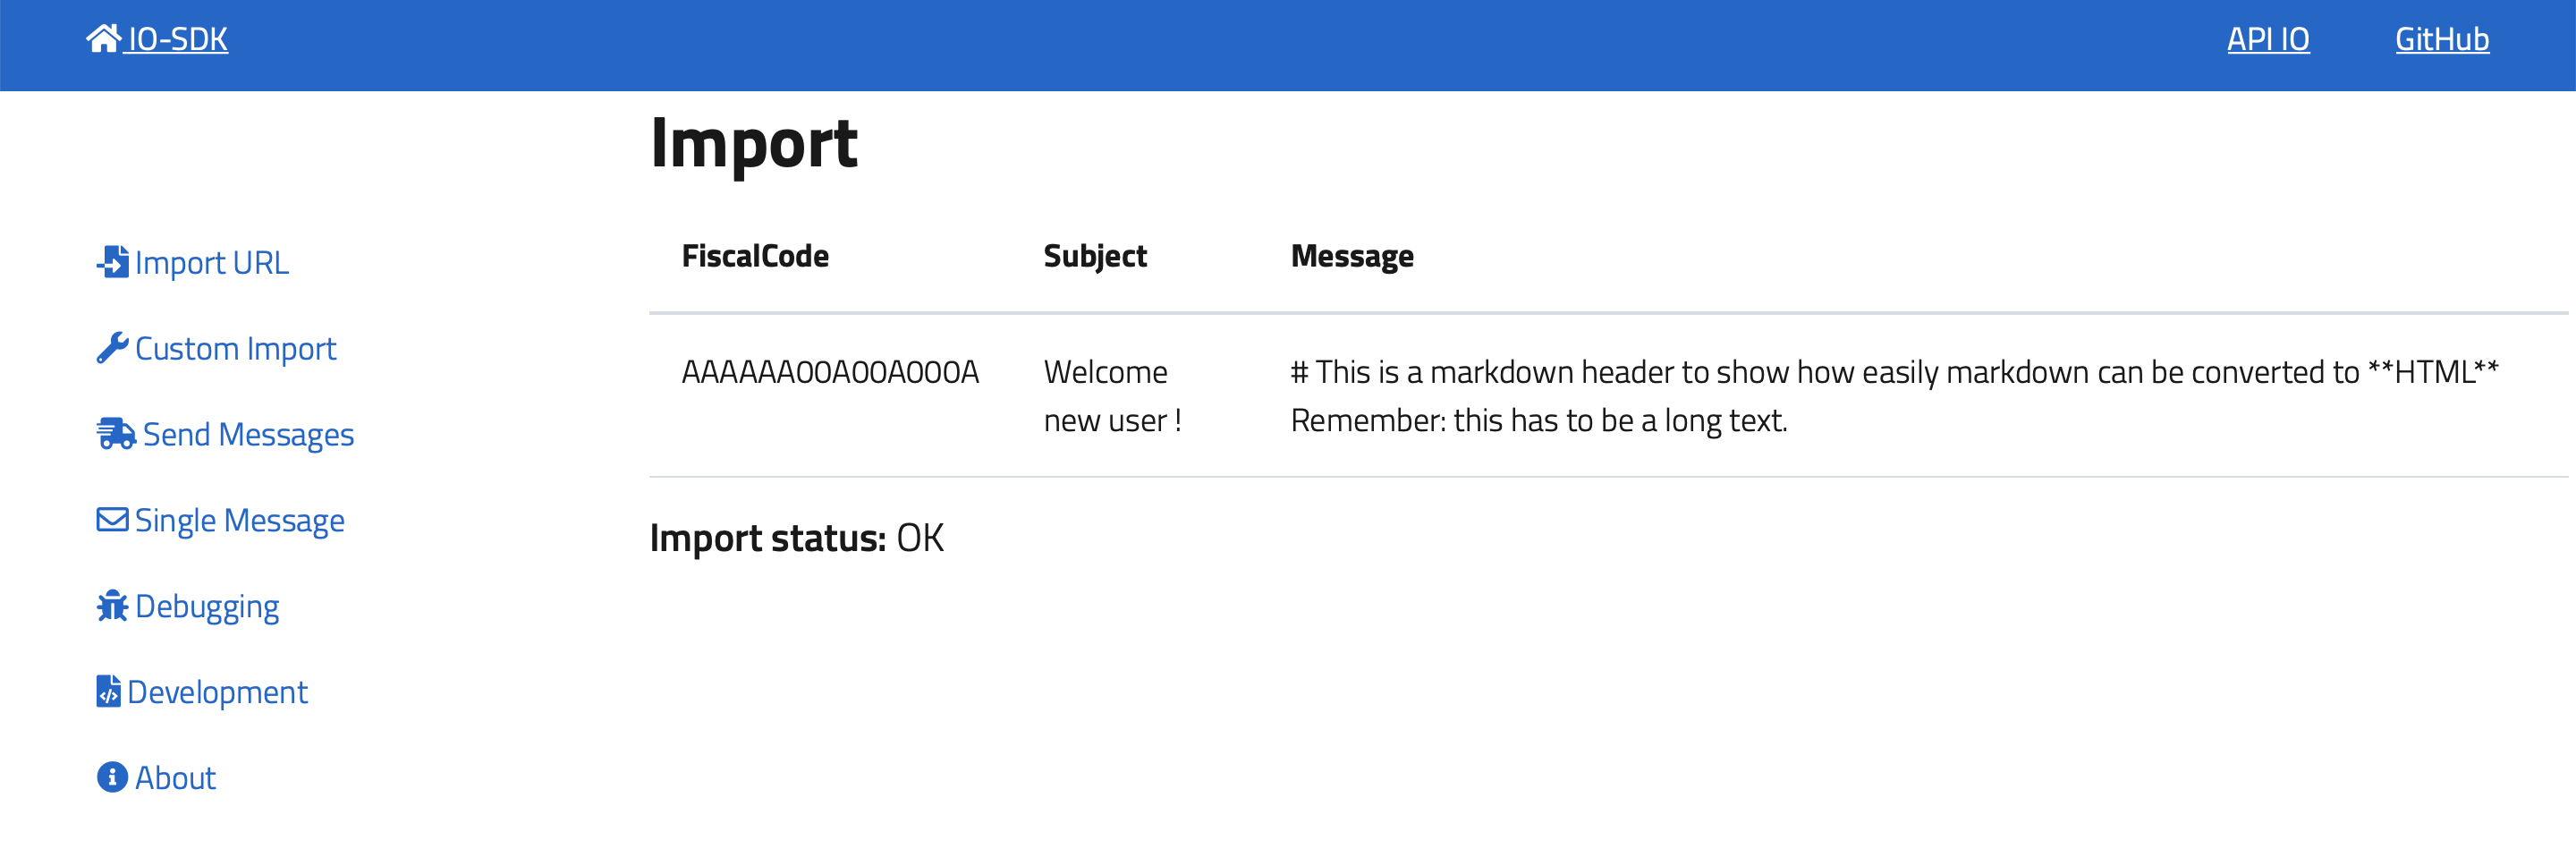 IO-SDK
API IO
GitHub
Import
Import URL
Custom Import
Send Messages
Single Message
Debugging
Development
About
FiscalCode
Subject
Message
AAAAAA00A00A000A
Welcome
new user !
# This is a markdown header to show how easily markdown can be converted to **HTML**
Remember: this has to be a long text.
Import status: OK